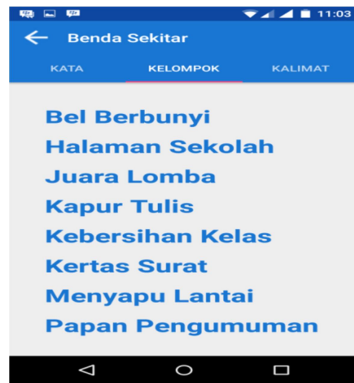 11:03
Benda Sekitar
KATA KELOMPOK KALIMAT
Bel Berbunyi
Halaman Sekolah
Juara Lomba
Kapur Tulis
Kebersihan Kelas
Kertas Surat
Menyapu Lantai
Papan Pengumuman